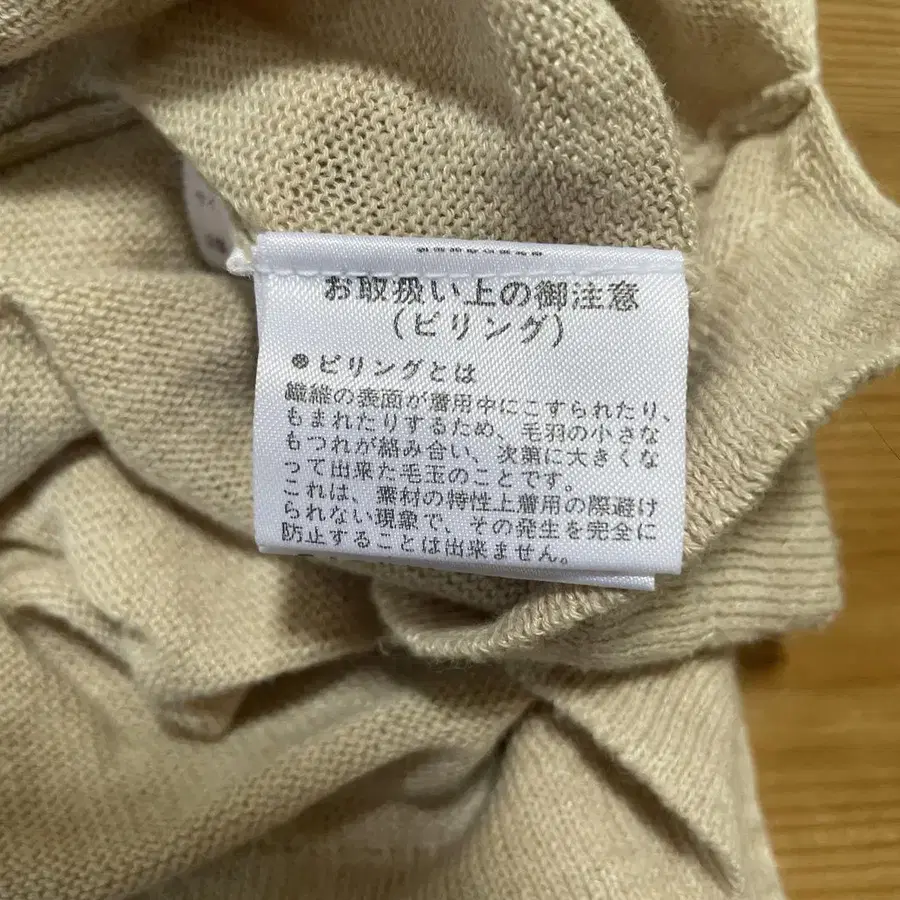 お取扱い上の御注意
(ピリング)
●ピリングとは
繊維の表面が着用中にこすられたり、
もまれたりするため、毛羽の小さな
もつれが絡み合い、次第に大きくな
って出来た毛玉のことです。
これは、素材の特性上着用の際避け
られない現象で、その発生を完全に
防止することは出来ません。